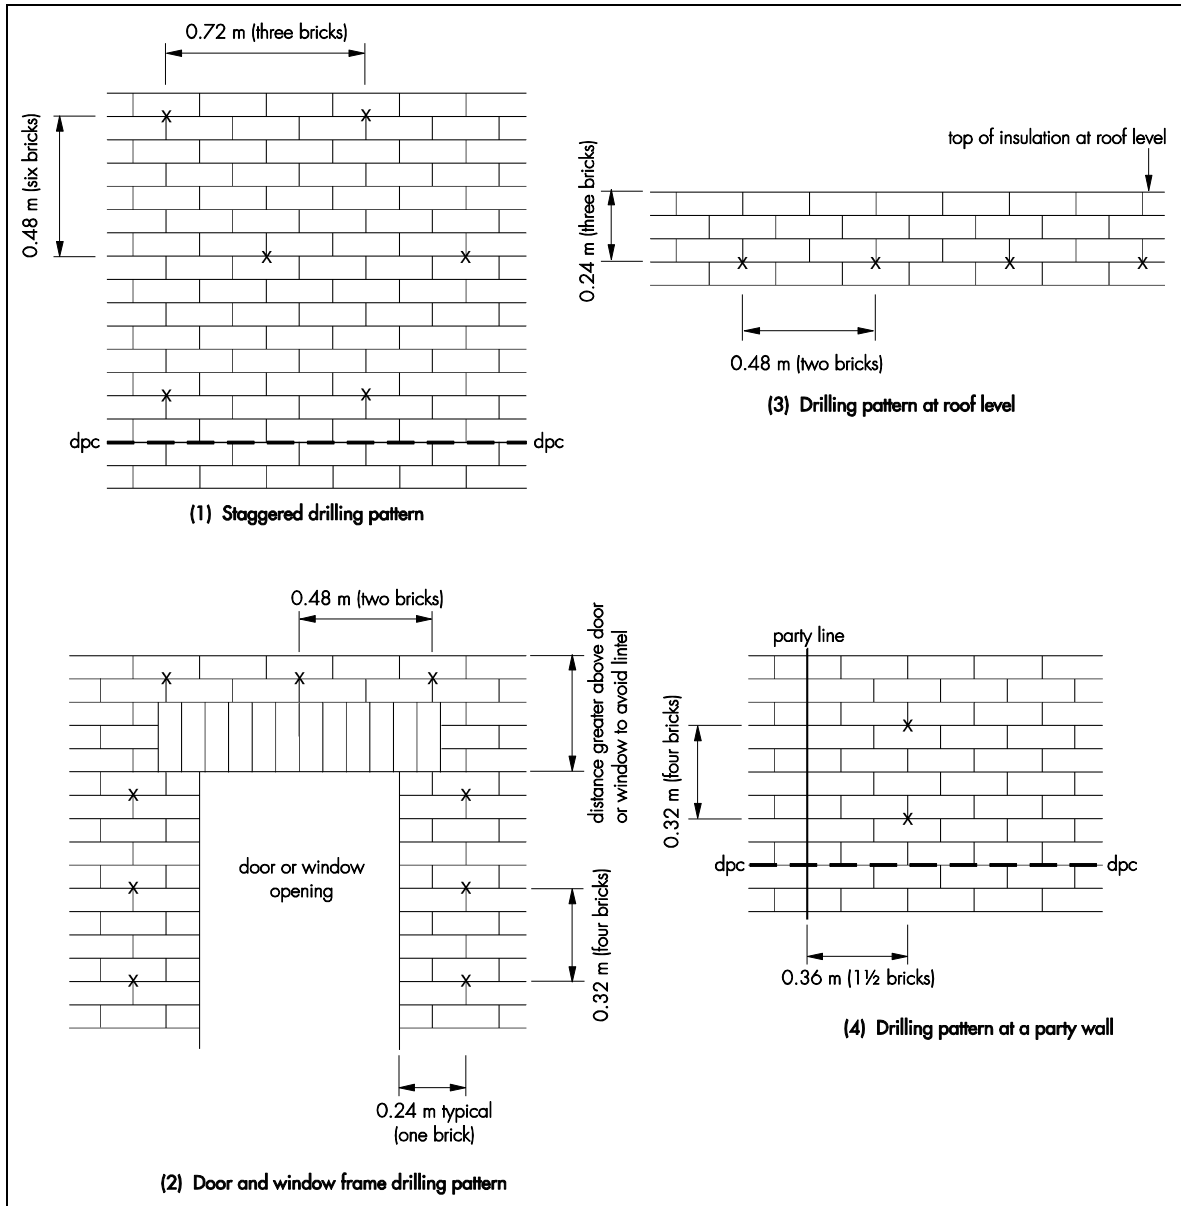 0.72 m (three bricks)
0.48 m (six bricks)
X X
X X
X X
dpc dpc
(1) Staggered drilling pattern
top of insulation at roof level
0.24 m (three bricks)
X X X X
0.48 m (two bricks)
(3) Drilling pattern at roof level
0.48 m (two bricks)
X X X
distance greater above door
or window to avoid lintel
X X
door or window
opening
X X
0.32 m (four bricks)
X X
0.24 m typical
(one brick)
(2) Door and window frame drilling pattern
party line
0.32 m (four bricks)
X
X
dpc dpc
0.36 m (1½ bricks)
(4) Drilling pattern at a party wall